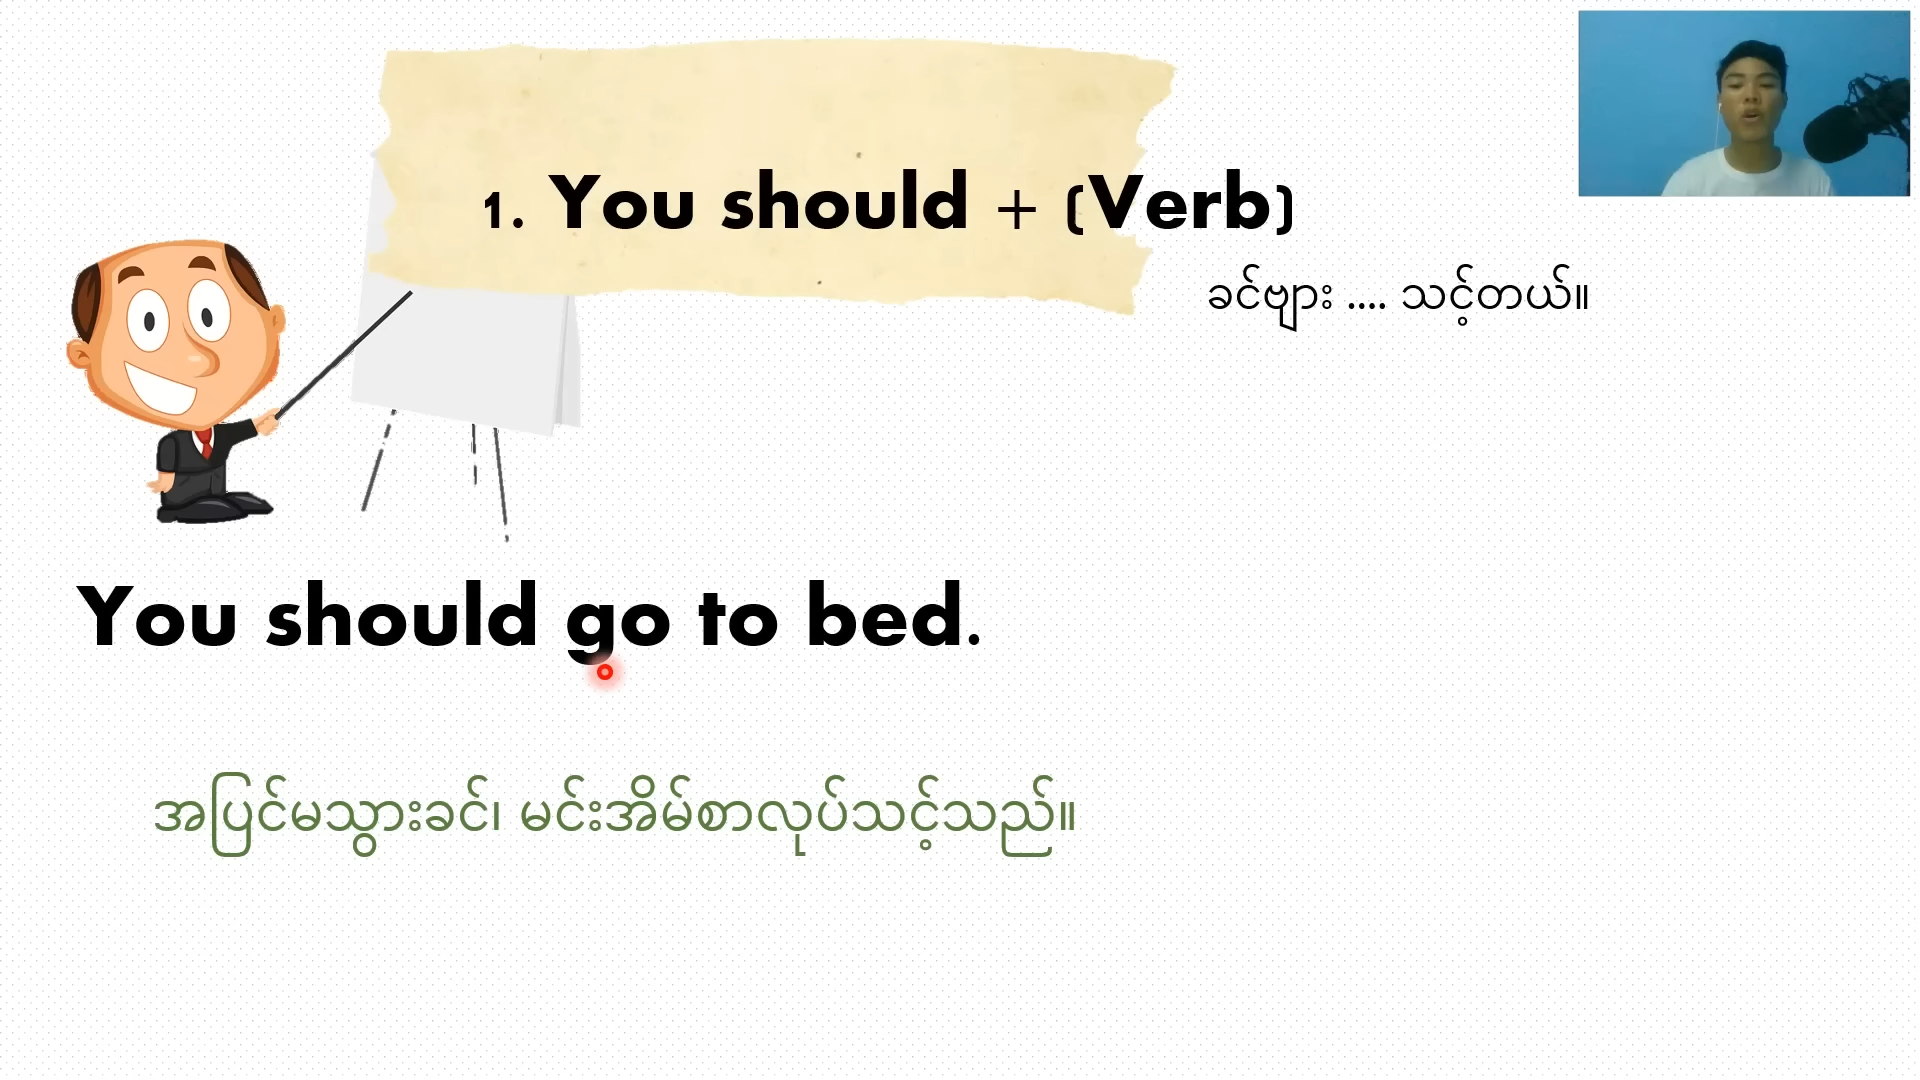 1. You should + (Verb)
ခင်ဗျား .... သင့်တယ်။
You should go to bed.
အပြင်မသွားခင်၊ မင်းအိမ်စာလုပ်သင့်သည်။